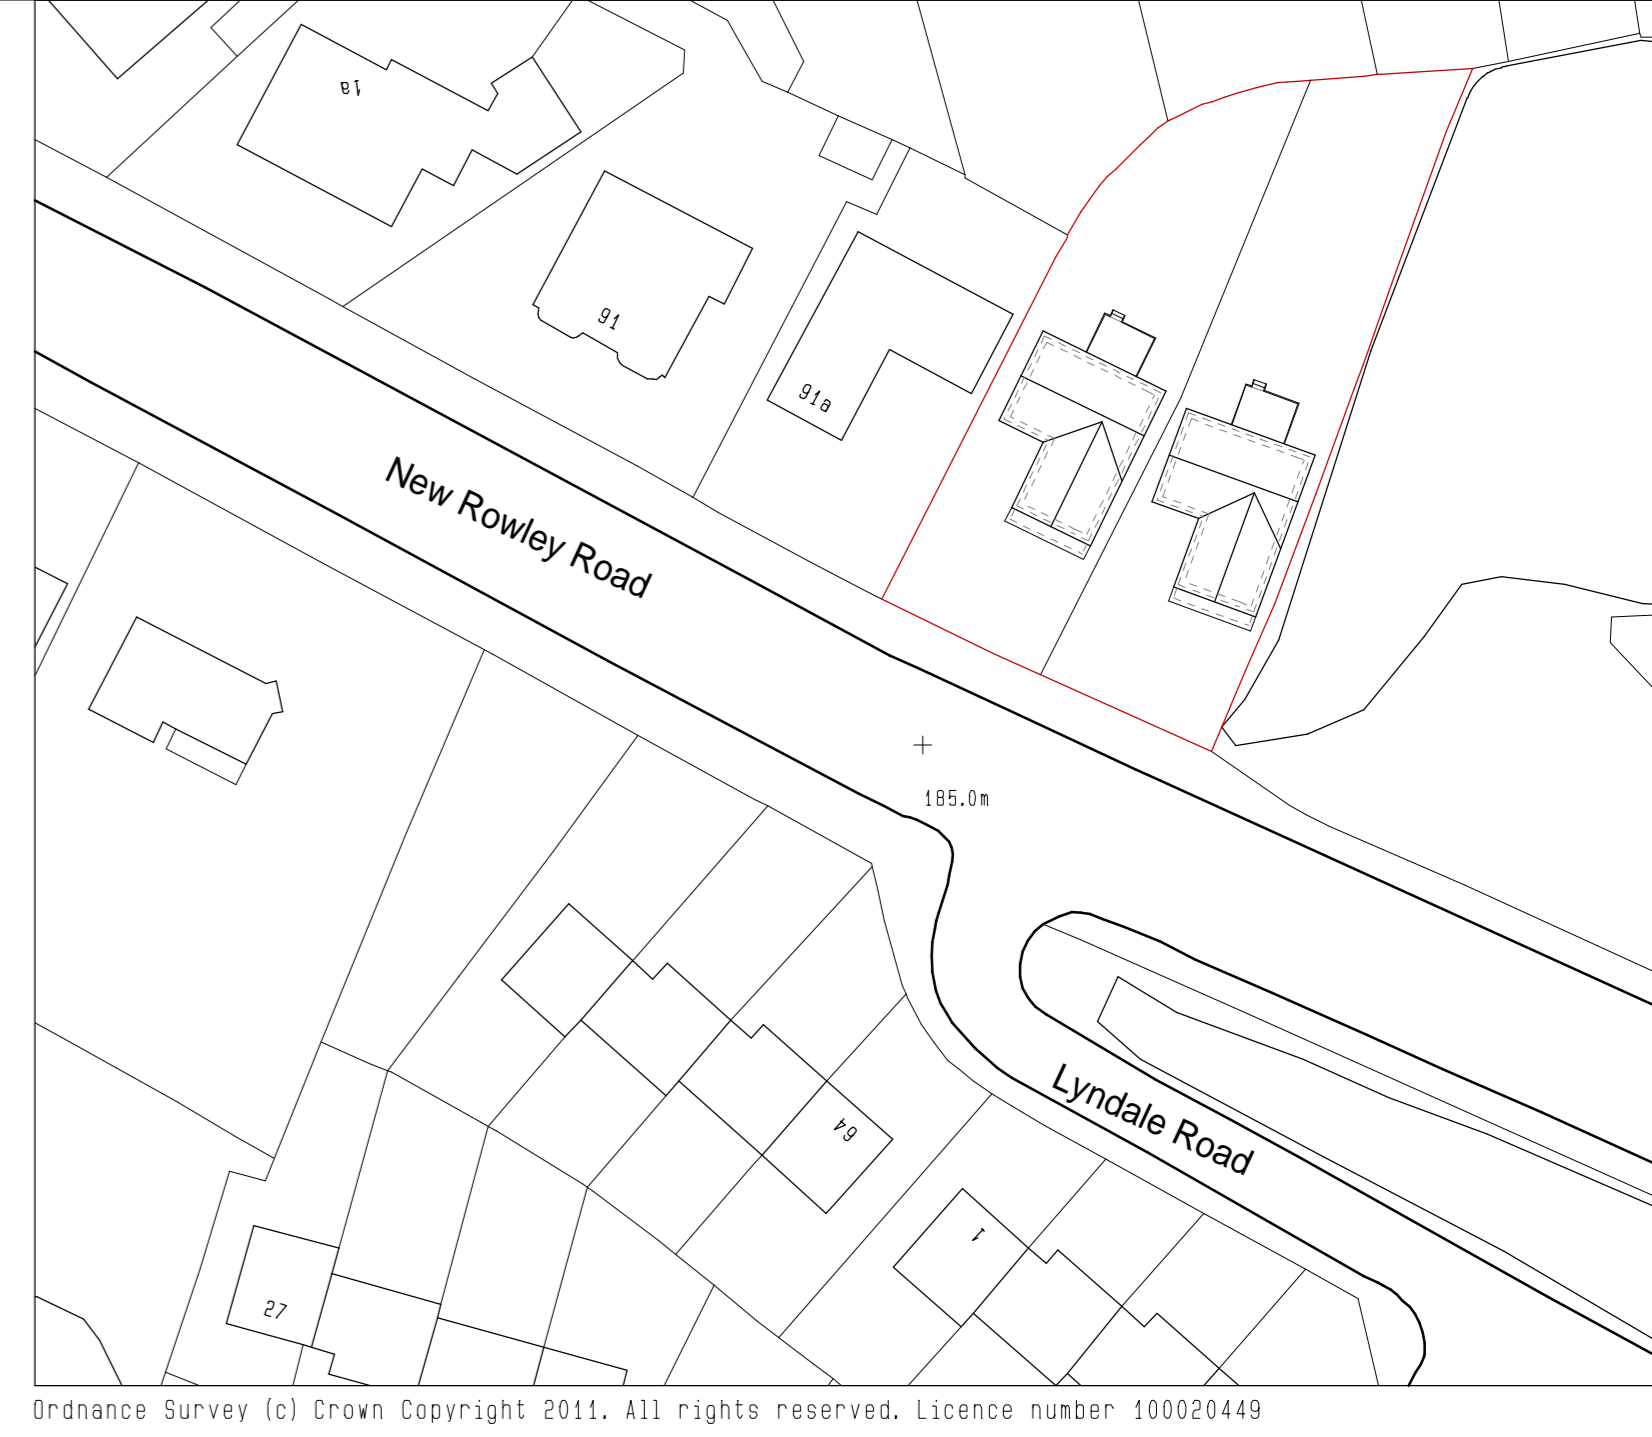 1a
91
91a
New Rowley Road
185.0m
Lyndale Road
64
1
27
Ordnance Survey (c) Crown Copyright 2011. All rights reserved. Licence number 100020449